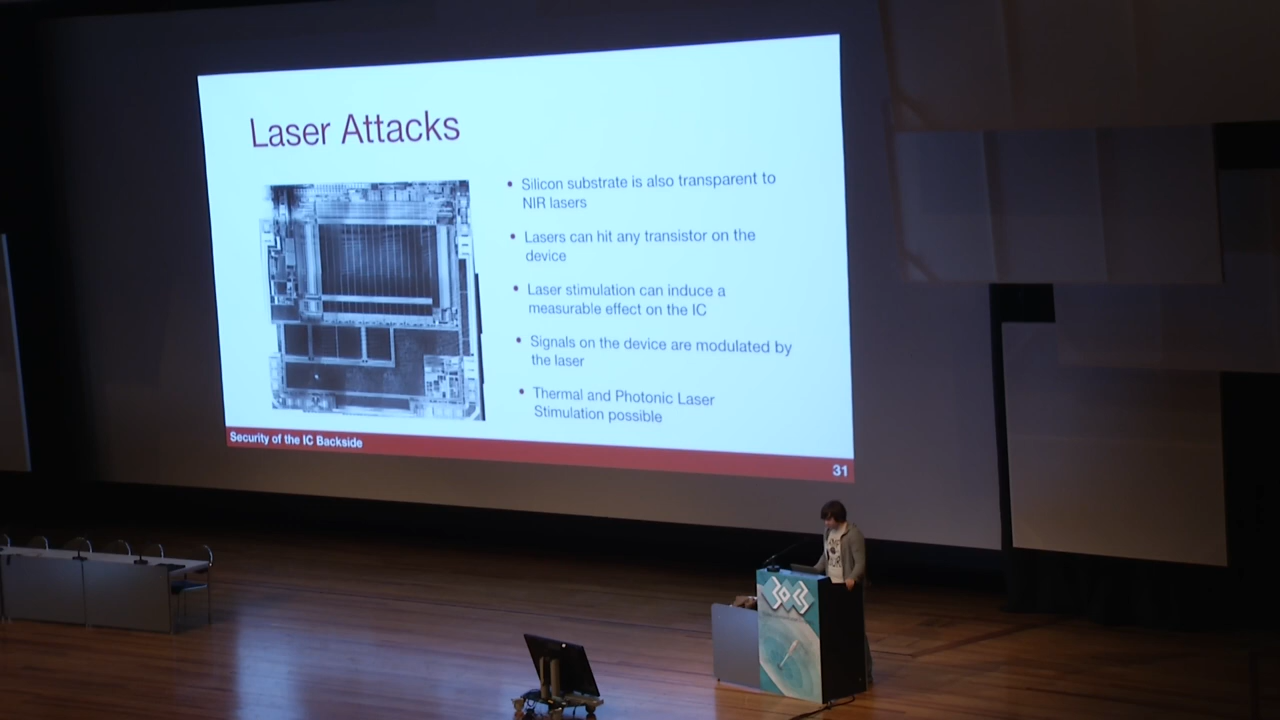 Laser Attacks
• Silicon substrate is also transparent to
NIR lasers
• Lasers can hit any transistor on the
device
• Laser stimulation can induce a
measurable effect on the IC
• Signals on the device are modulated by
the laser
• Thermal and Photonic Laser
Stimulation possible
Security of the IC Backside
31
30C3